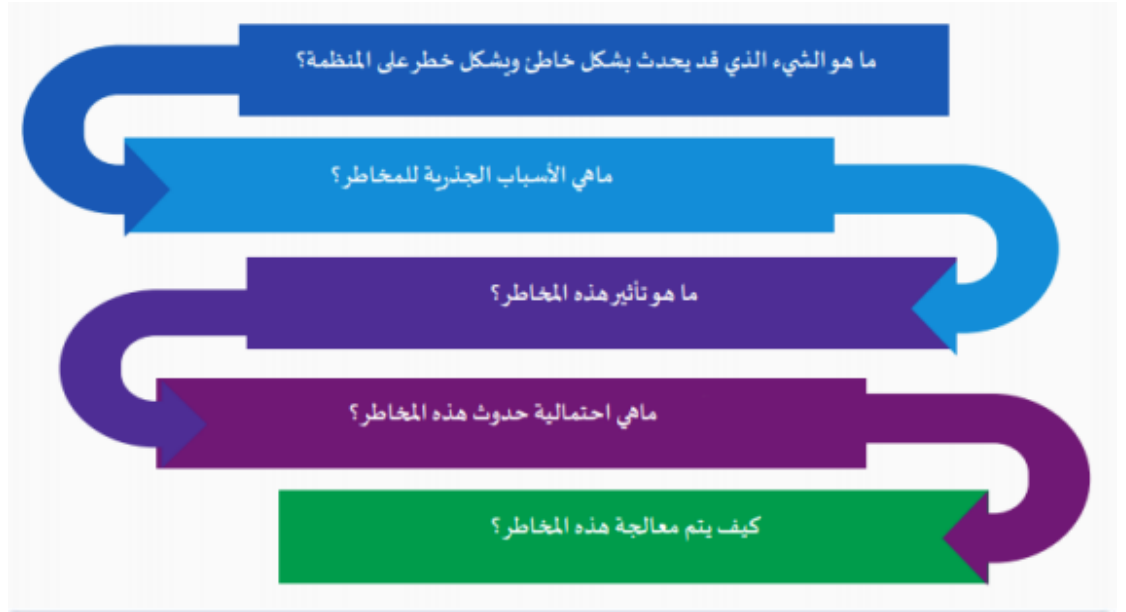 ما هو الشيء الذي قد يحدث بشكل خاطئ ويشكل خطر على المنظمة؟
ماهي الأسباب الجذرية للمخاطر؟
ما هو تأثير هذه المخاطر؟
ماهي احتمالية حدوث هذه المخاطر؟
كيف يتم معالجة هذه المخاطر؟